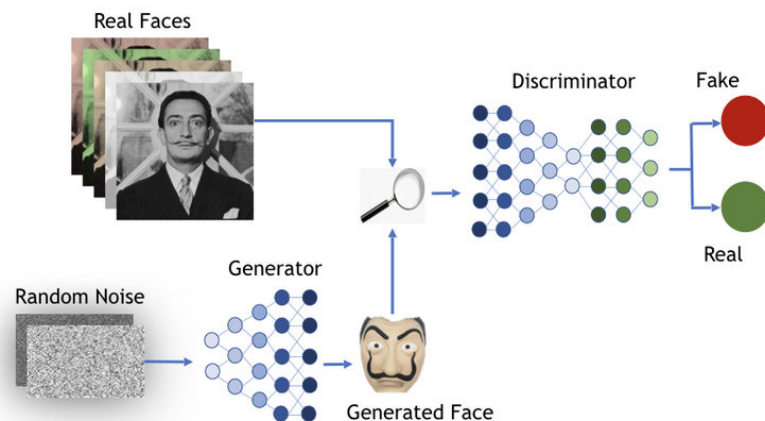 Real Faces
Discriminator
Fake
Real
Generator
Random Noise
Generated Face